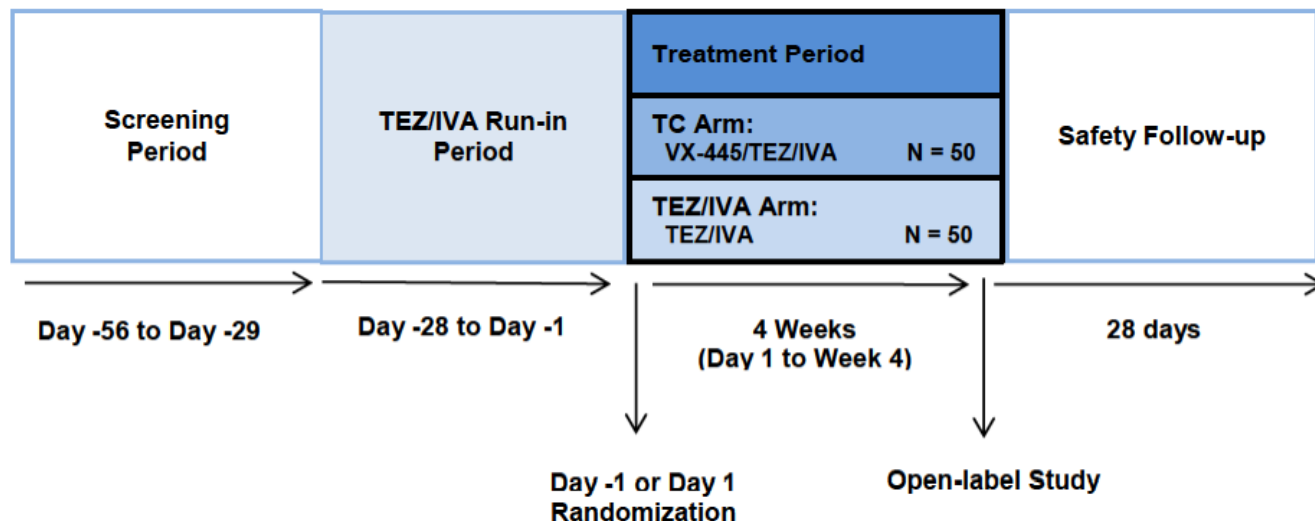 Screening
Period
TEZ/IVA Run-in
Period
Treatment Period
TC Arm:
VX-445/TEZ/IVA N = 50
TEZ/IVA Arm:
TEZ/IVA N = 50
Safety Follow-up
Day -56 to Day -29
Day -28 to Day -1
4 Weeks
(Day 1 to Week 4)
28 days
Day -1 or Day 1
Randomization
Open-label Study